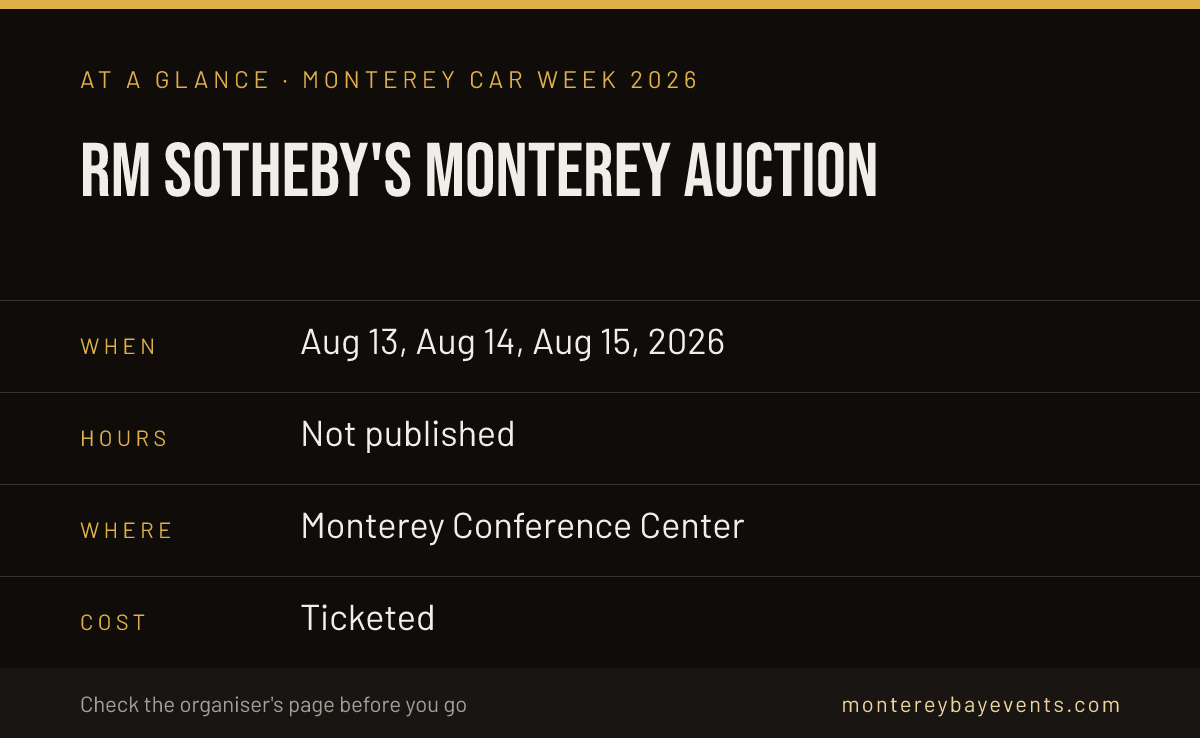 AT A GLANCE · MONTEREY CAR WEEK 2026
RM SOTHEBY'S MONTEREY AUCTION
WHEN Aug 13, Aug 14, Aug 15, 2026
HOURS Not published
WHERE Monterey Conference Center
COST Ticketed
Check the organiser's page before you go montereybayevents.com